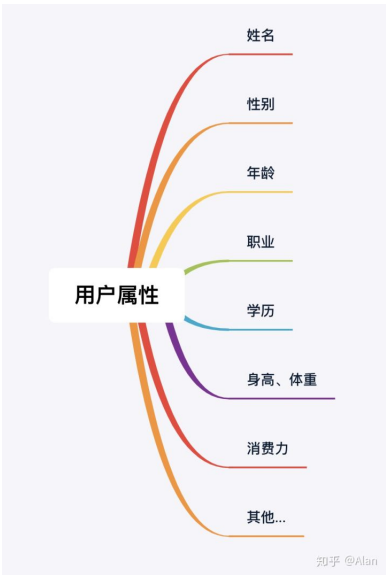 姓名
性别
年龄
职业
用户属性
学历
身高、体重
消费力
其他...
知乎 @Alan